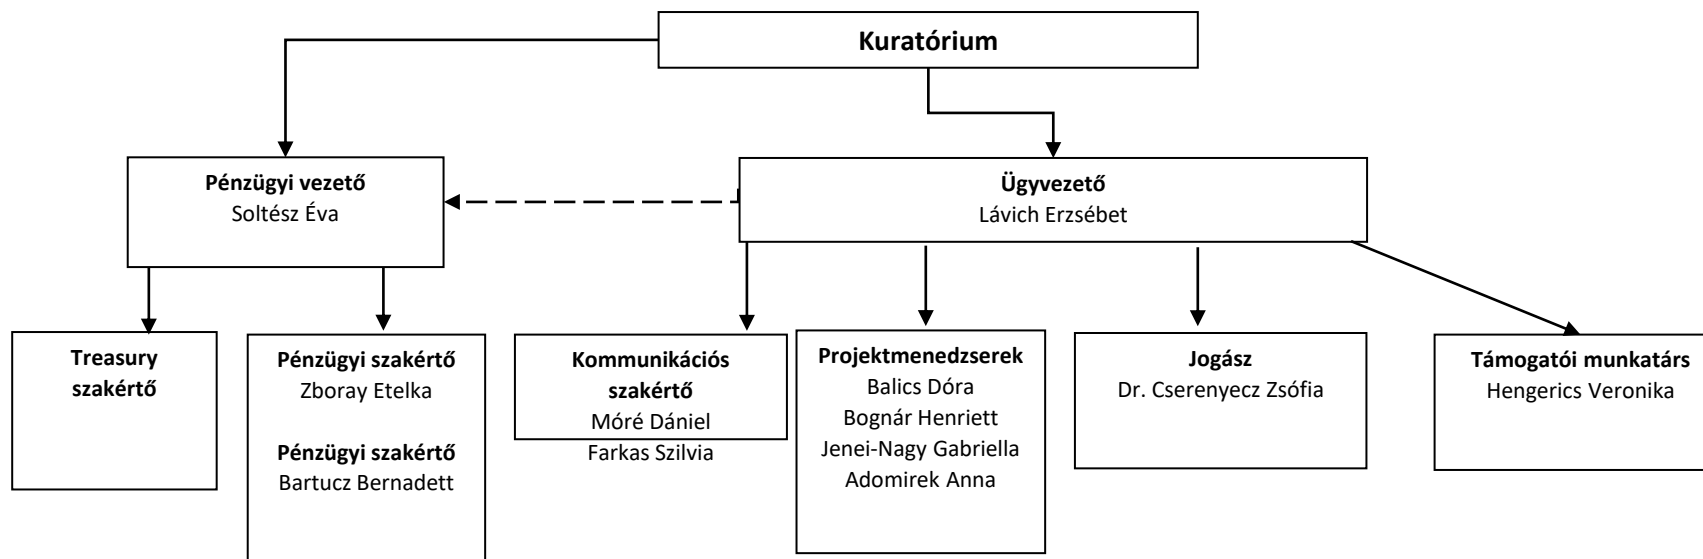 Kuratórium
Pénzügyi vezető
Soltész Éva
Ügyvezető
Lávich Erzsébet
Treasury
szakértő
Pénzügyi szakértő
Zboray Etelka
Pénzügyi szakértő
Bartucz Bernadett
Kommunikációs
szakértő
Móré Dániel
Farkas Szilvia
Projektmenedzserek
Balics Dóra
Bognár Henriett
Jenei-Nagy Gabriella
Adomirek Anna
Jogász
Dr. Cserenyecz Zsófia
Támogatói munkatárs
Hengerics Veronika